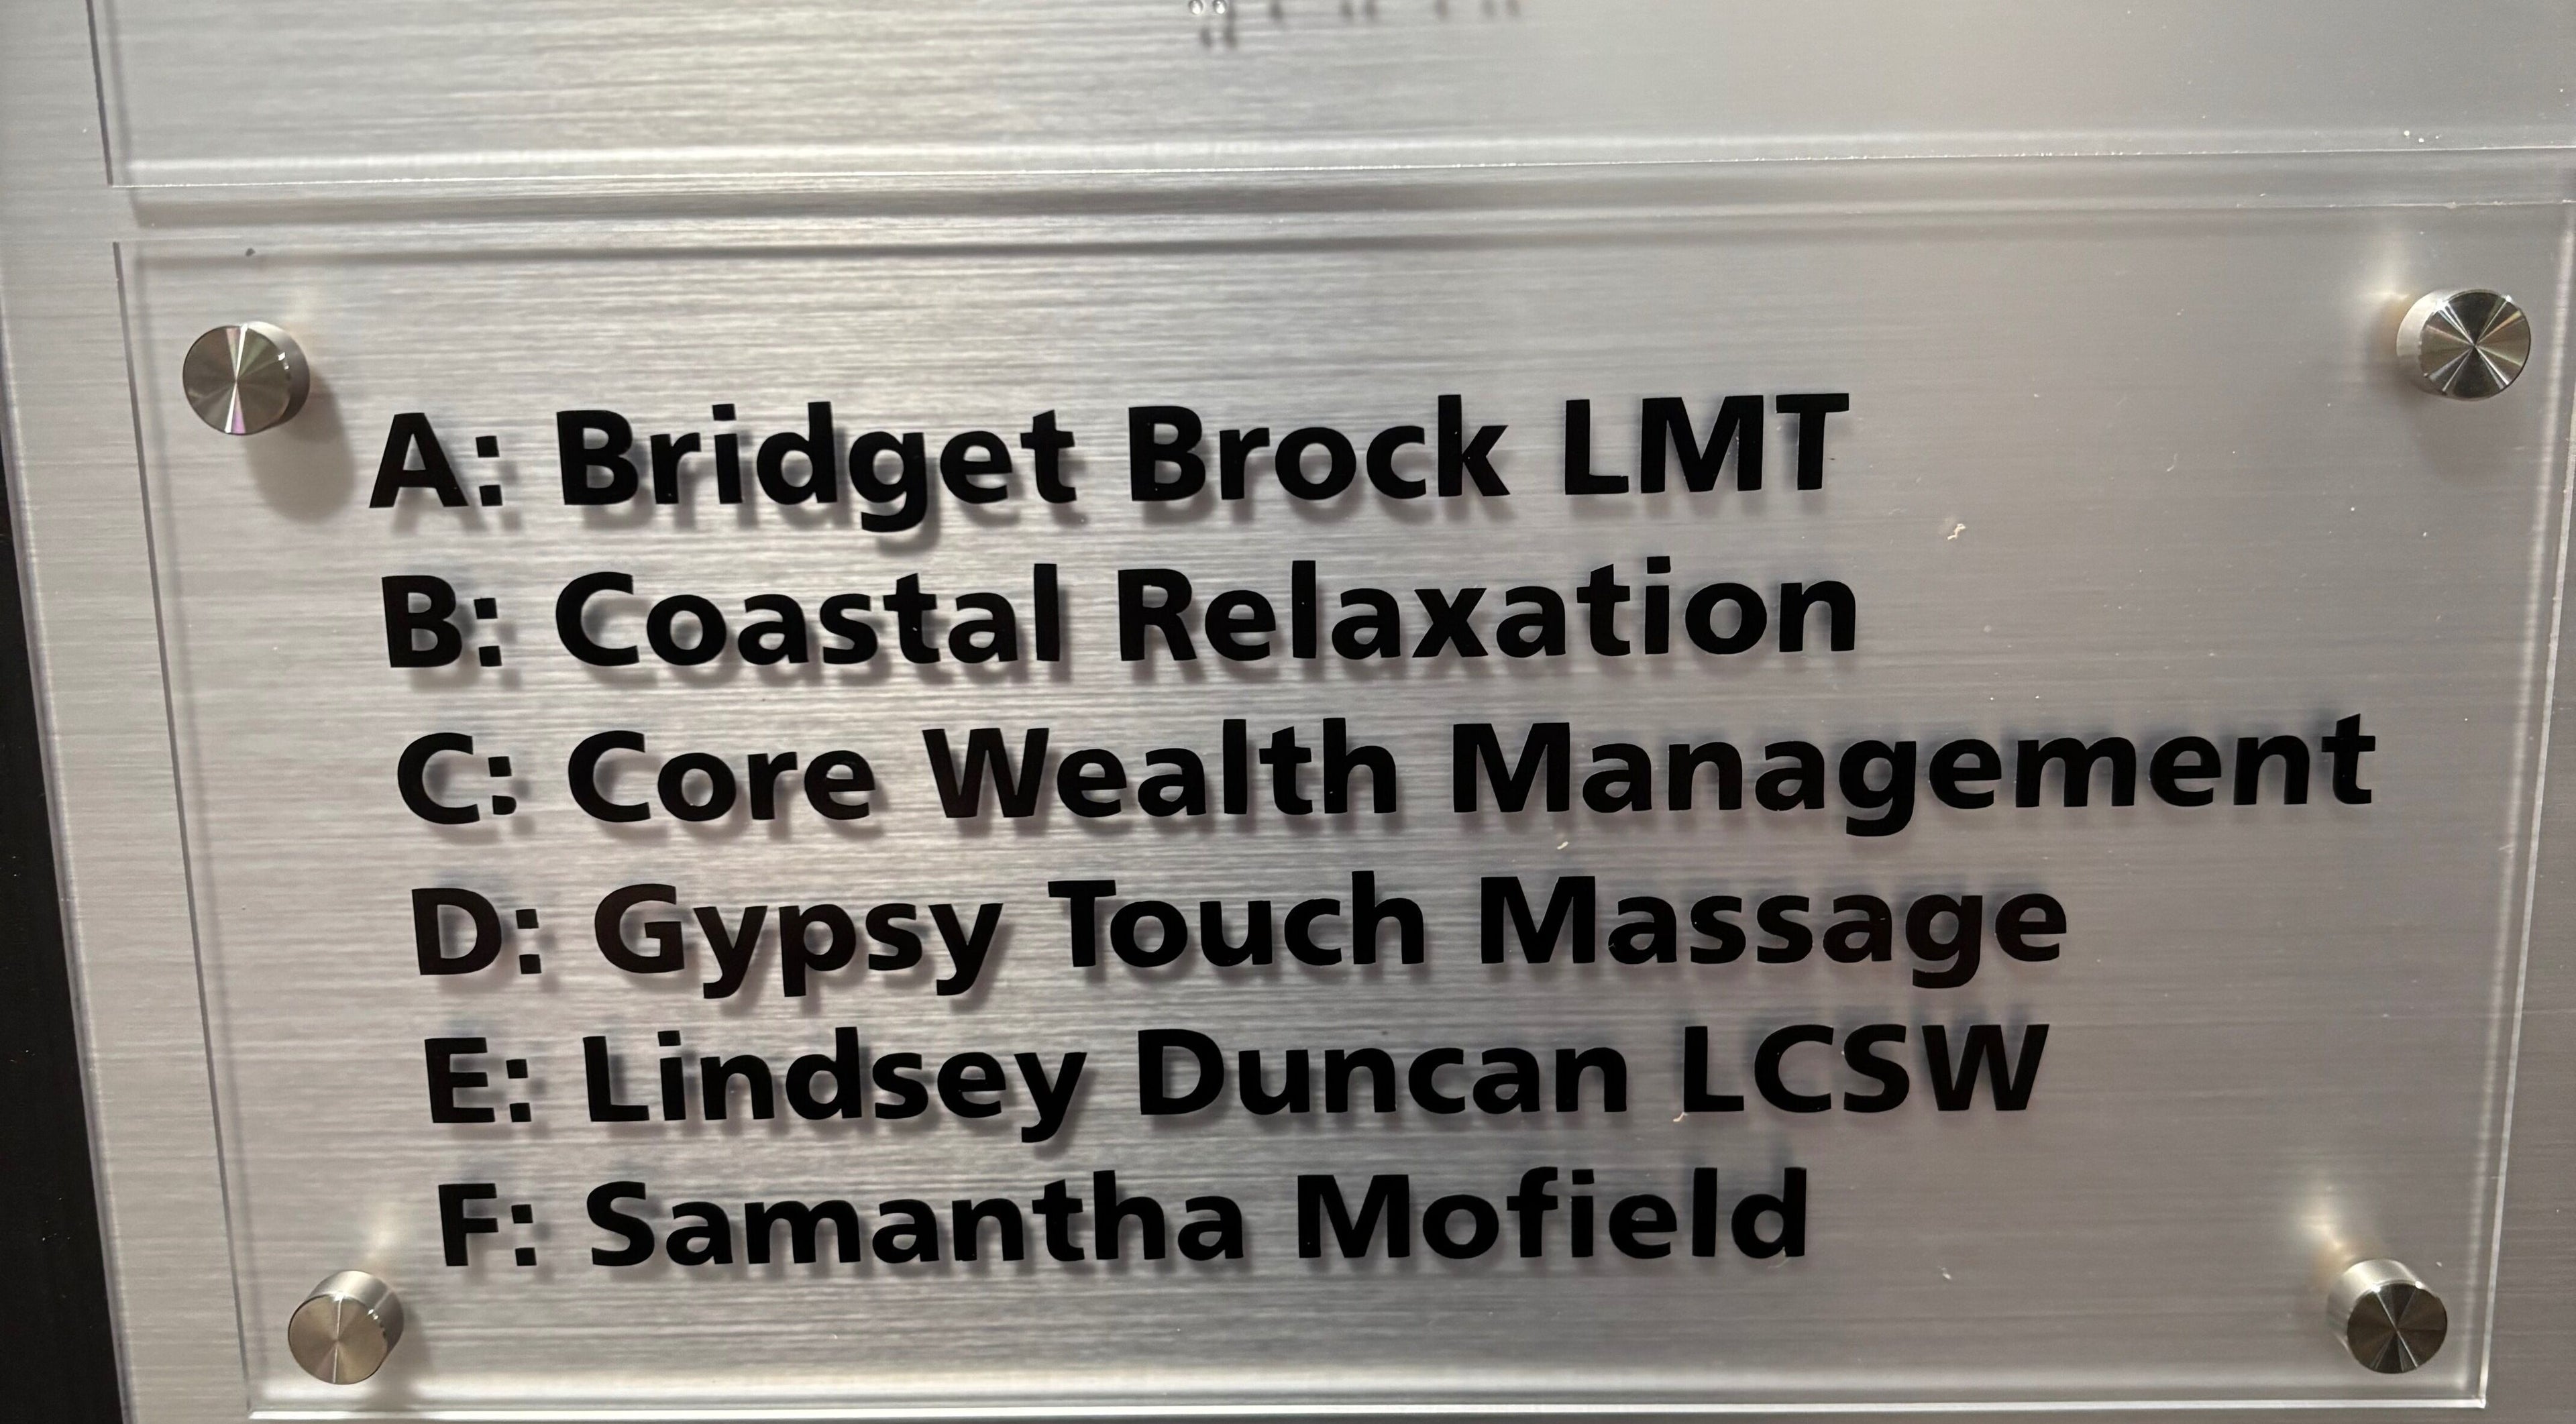 A: Bridget Brock LMT
B: Coastal Relaxation
C: Core Wealth Management
D: Gypsy Touch Massage
E: Lindsey Duncan LCSW
F: Samantha Mofield